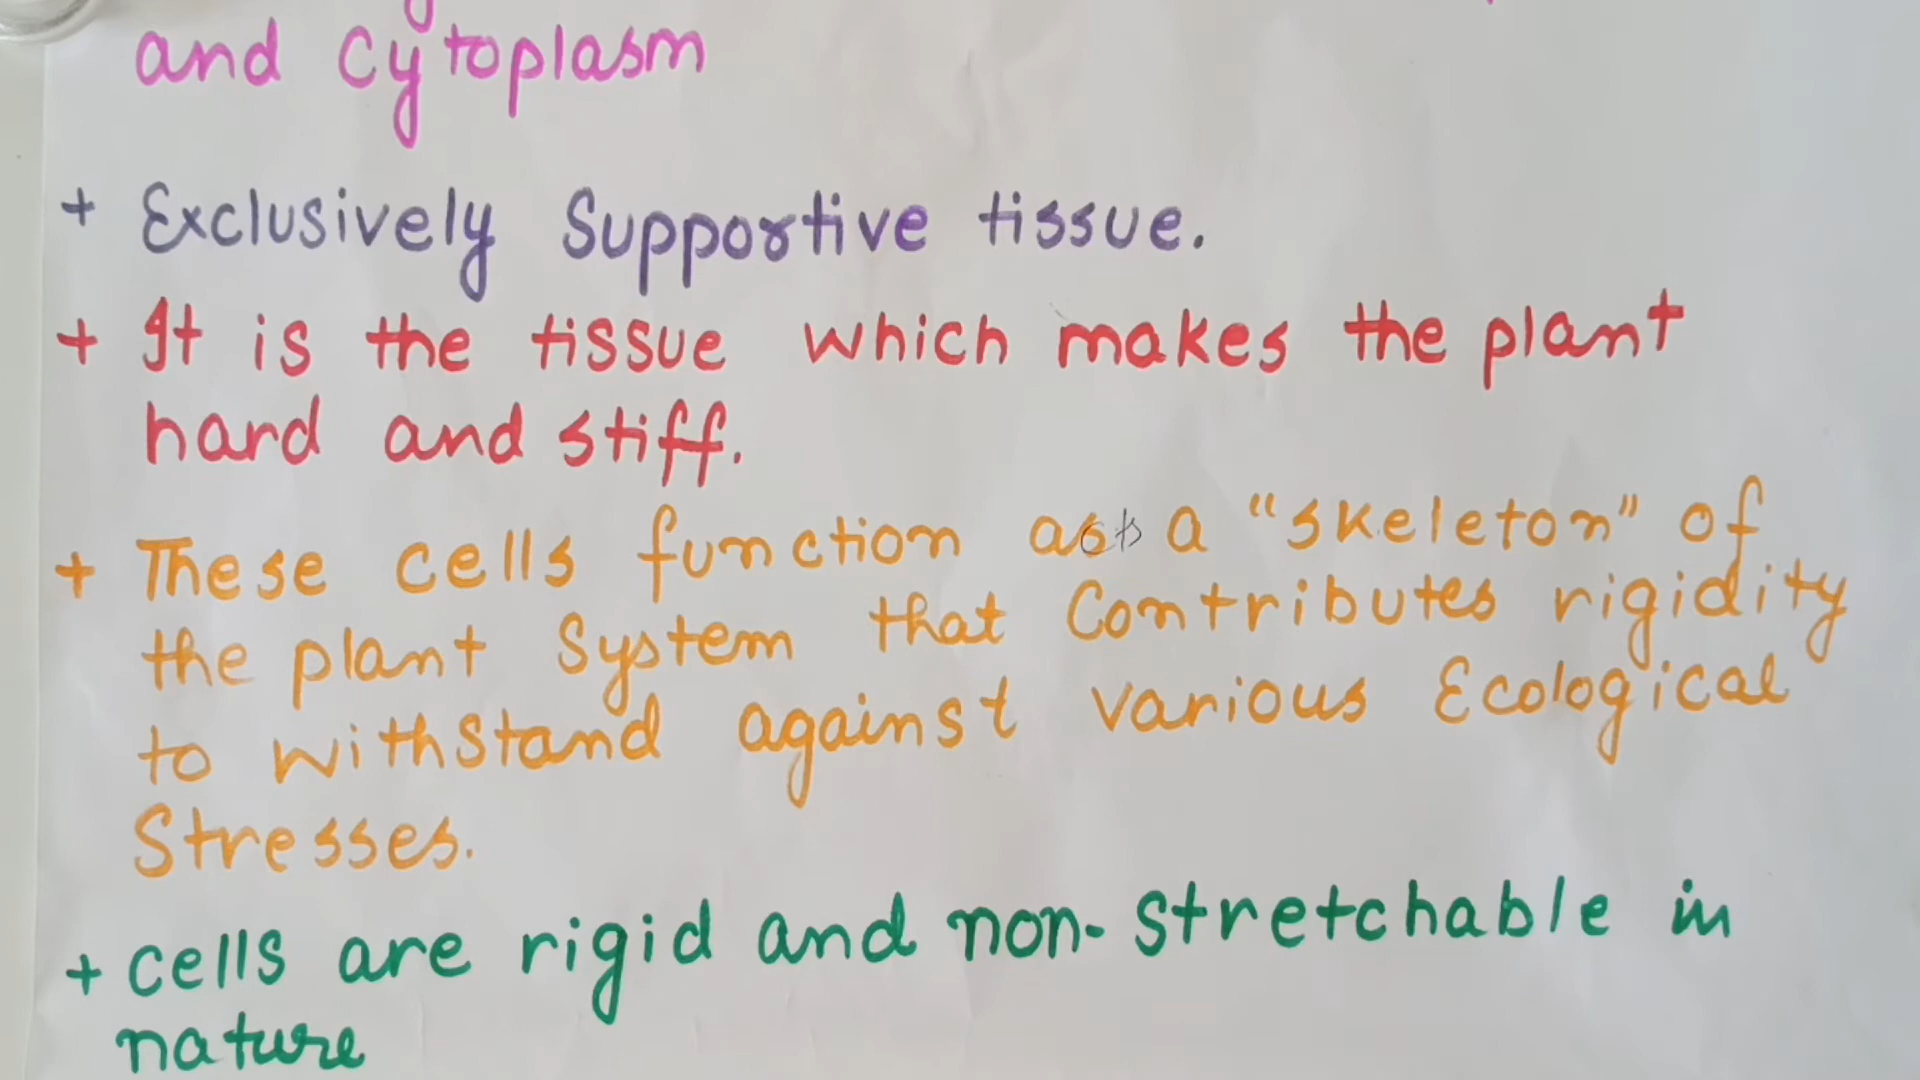 and cytoplasm
+ Exclusively Supportive tissue.
+ It is the tissue which makes the plant
hard and stiff.
+ These cells function as a "skeleton" of
the plant System that Contributes rigidity
to withstand against various Ecological
Stresses.
+ cells are rigid and non-stretchable in
nature